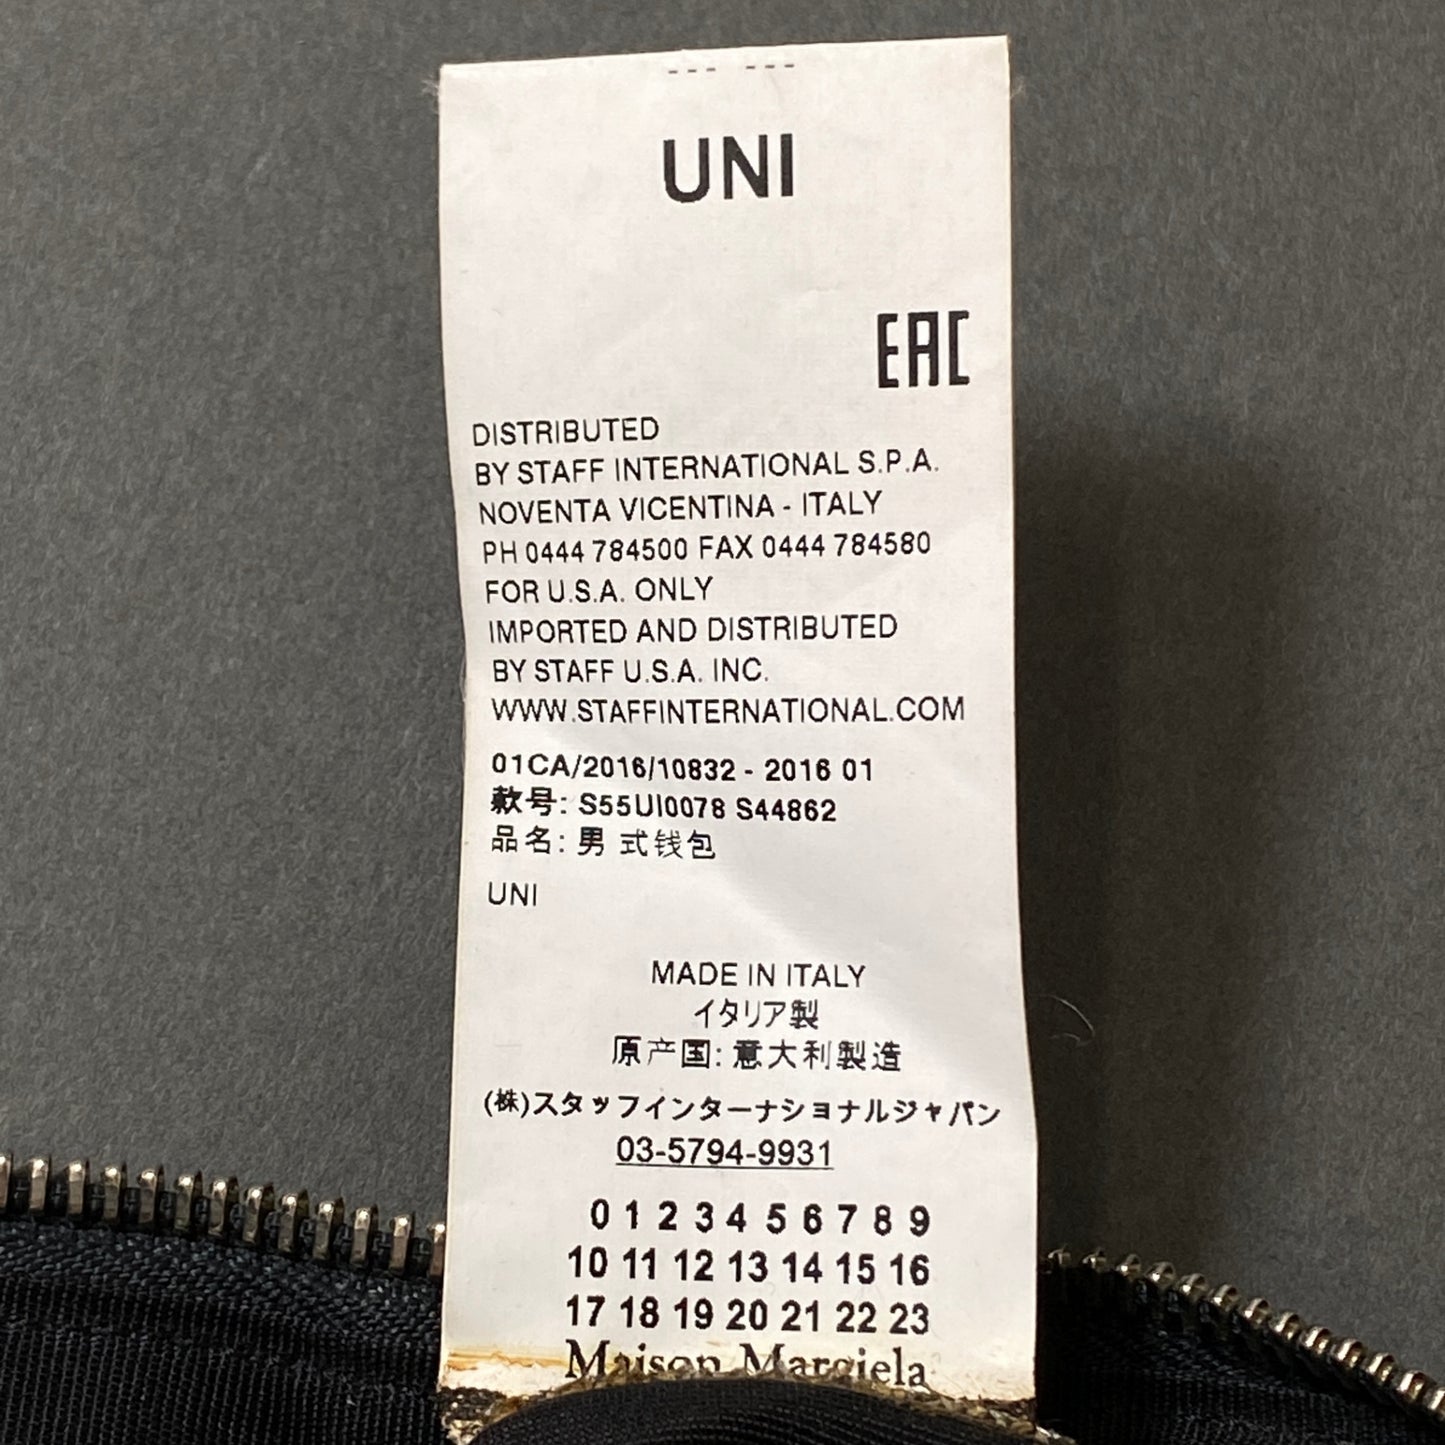 UNI
EAC
DISTRIBUTED
BY STAFF INTERNATIONAL S.P.A.
NOVENTA VICENTINA - ITALY
PH 0444 784500 FAX 0444 784580
FOR U.S.A. ONLY
IMPORTED AND DISTRIBUTED
BY STAFF U.S.A. INC.
WWW.STAFFINTERNATIONAL.COM
01CA/2016/10832 - 2016 01
款号: S55UI0078 S44862
品名: 男 式钱包
UNI
MADE IN ITALY
イタリア製
原产国: 意大利製造
(株)スタッフインターナショナルジャパン
03-5794-9931
0 1 2 3 4 5 6 7 8 9
10 11 12 13 14 15 16
17 18 19 20 21 22 23
Maison Margiela